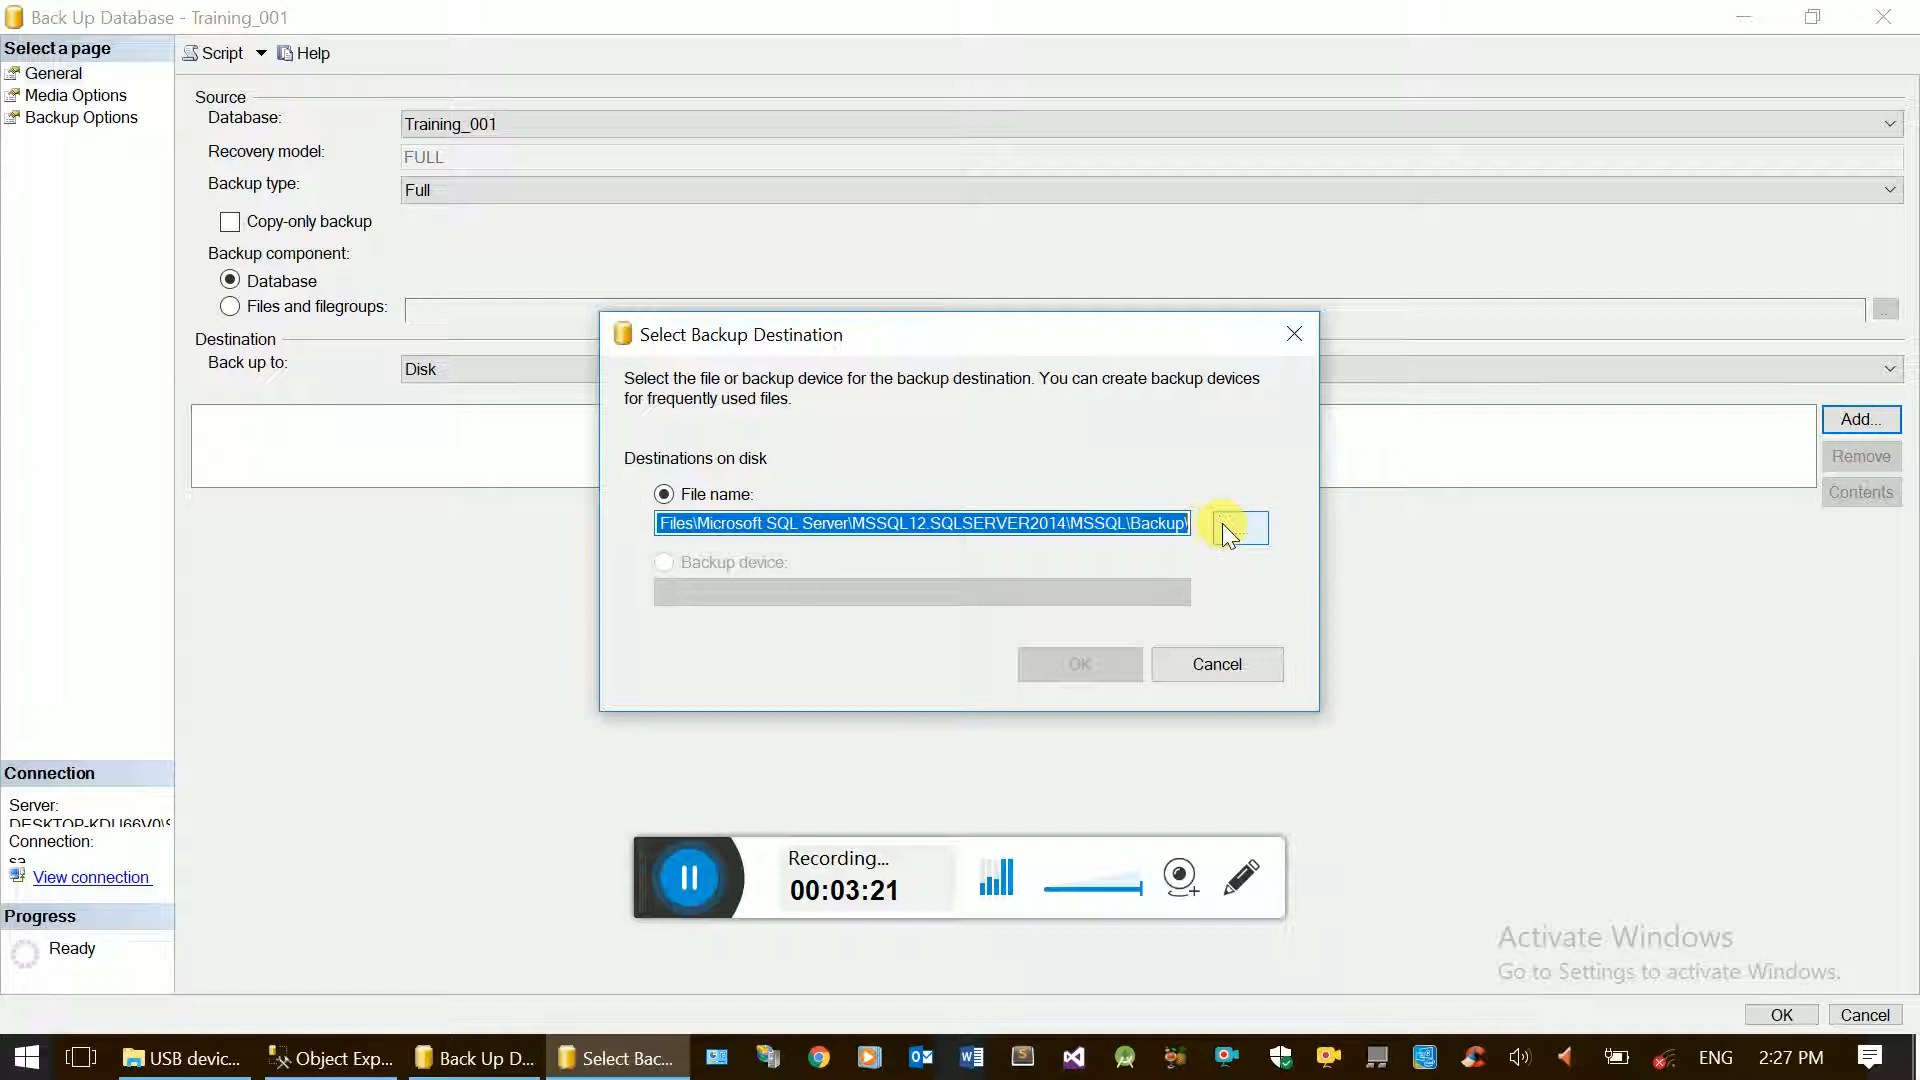 Back Up Database - Training_001
Select a page
General
Media Options
Backup Options
Script
Help
Source
Database:
Training_001
Recovery model:
FULL
Backup type:
Full
Copy-only backup
Backup component:
Database
Files and filegroups:
Destination
Back up to:
Disk
Add...
Remove
Contents
Select Backup Destination
Select the file or backup device for the backup destination. You can create backup devices
for frequently used files.
Destinations on disk
File name:
Files\Microsoft SQL Server\MSSQL12.SQLSERVER2014\MSSQL\Backup\
Backup device:
OK
Cancel
Connection
Server:
Connection:
sa
View connection
Progress
Ready
Recording...
00:03:21
Activate Windows
Go to Settings to activate Windows.
OK
Cancel
USB devic...
Object Exp...
Back Up D...
Select Bac...
ENG
2:27 PM